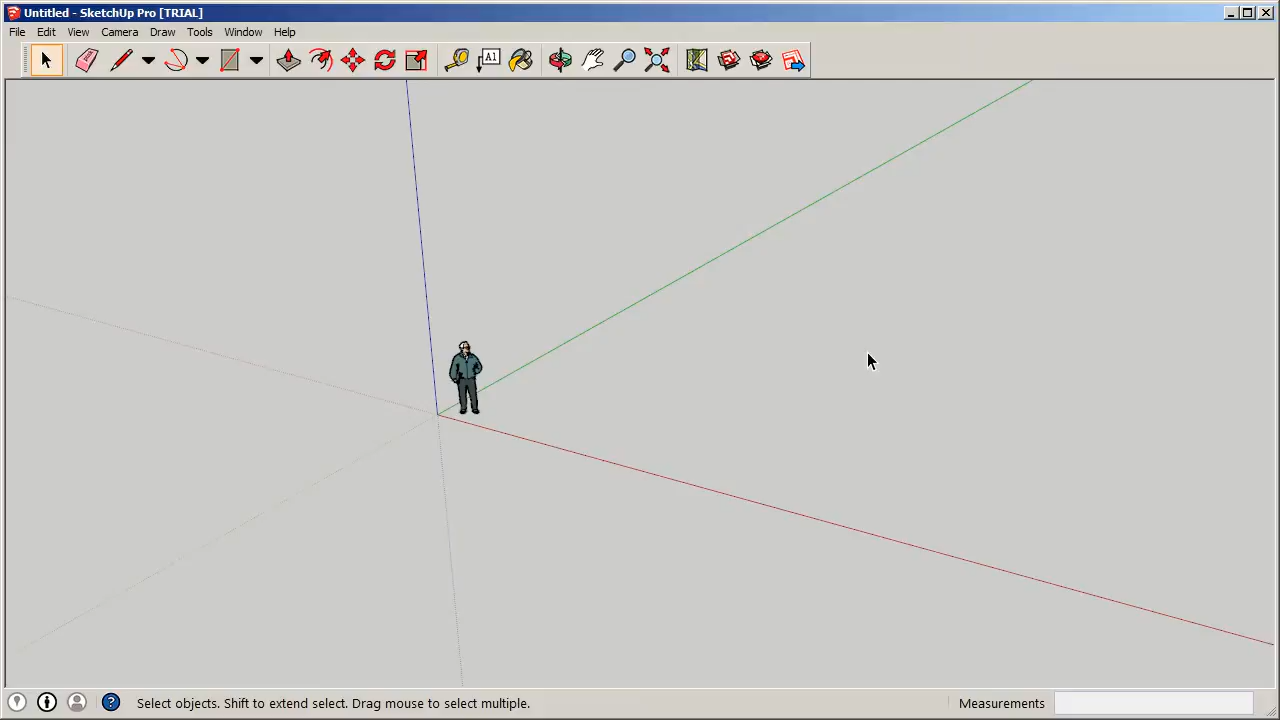 Untitled - SketchUp Pro [TRIAL]
File Edit View Camera Draw Tools Window Help
A1
Select objects. Shift to extend select. Drag mouse to select multiple. Measurements